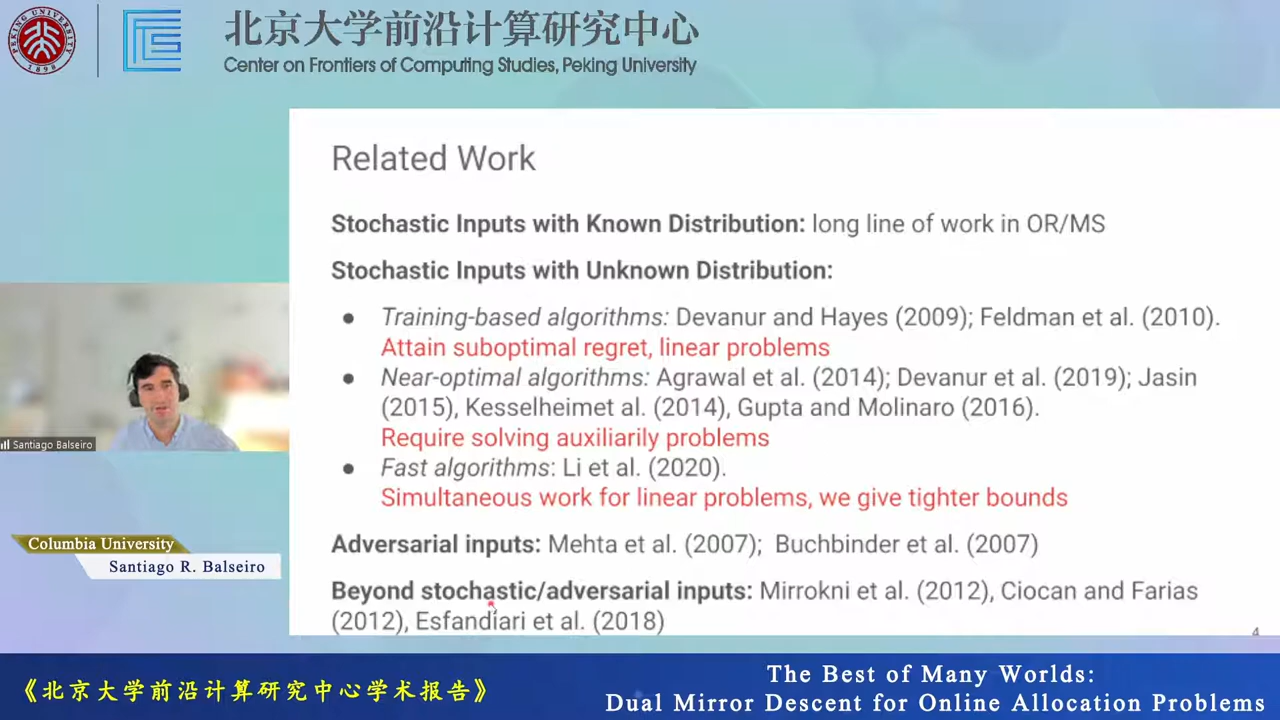 北京大学前沿计算研究中心
Center on Frontiers of Computing Studies, Peking University
PEKING UNIVERSITY
1898
Related Work
Stochastic Inputs with Known Distribution: long line of work in OR/MS
Stochastic Inputs with Unknown Distribution:
● Training-based algorithms: Devanur and Hayes (2009); Feldman et al. (2010).
Attain suboptimal regret, linear problems
● Near-optimal algorithms: Agrawal et al. (2014); Devanur et al. (2019); Jasin
(2015), Kesselheimet al. (2014), Gupta and Molinaro (2016).
Require solving auxiliarily problems
● Fast algorithms: Li et al. (2020).
Simultaneous work for linear problems, we give tighter bounds
Adversarial inputs: Mehta et al. (2007); Buchbinder et al. (2007)
Beyond stochastic/adversarial inputs: Mirrokni et al. (2012), Ciocan and Farias
(2012), Esfandiari et al. (2018)
4
Santiago Balseiro
Columbia University
Santiago R. Balseiro
《北京大学前沿计算研究中心学术报告》
The Best of Many Worlds:
Dual Mirror Descent for Online Allocation Problems